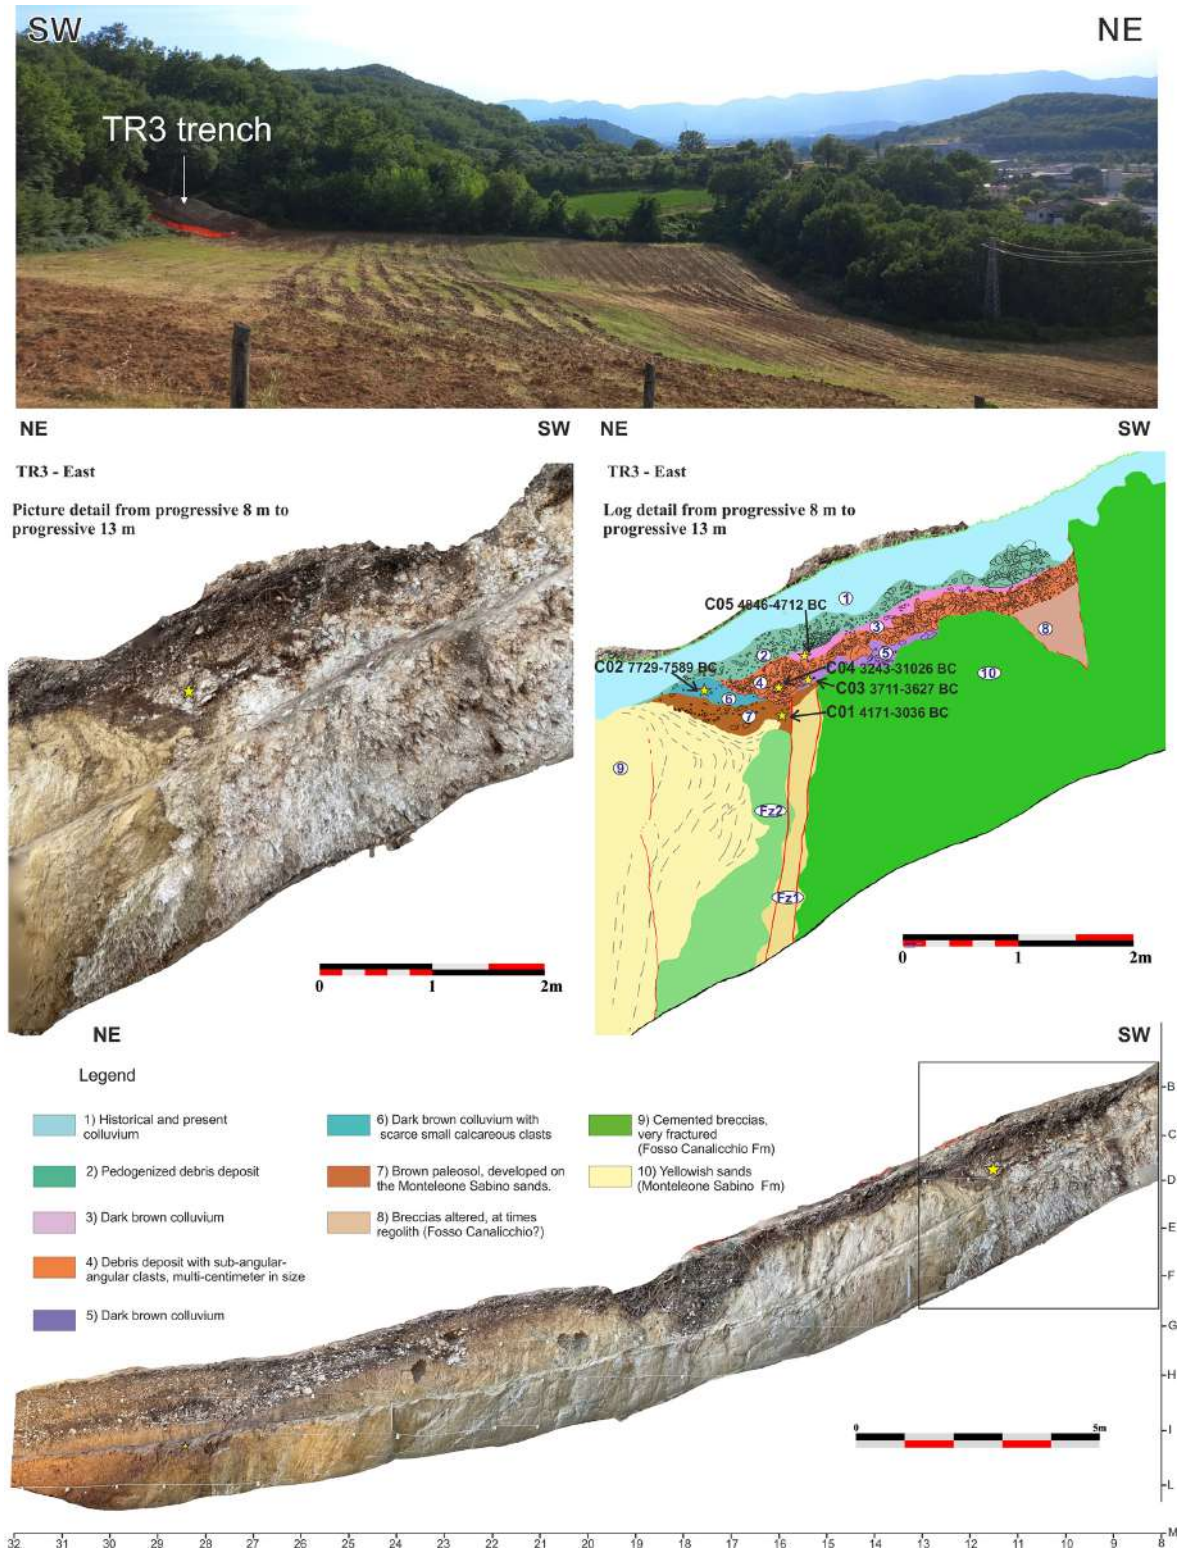 SW
NE
TR3 trench
NE
SW
TR3 - East
Picture detail from progressive 8 m to
progressive 13 m
0
1
2m
NE
SW
TR3 - East
Log detail from progressive 8 m to
progressive 13 m
C05 4846-4712 BC
1
3
8
C02 7729-7589 BC
2
5
C04 3243-31026 BC
10
4
C03 3711-3627 BC
6
7
C01 4171-3036 BC
9
Fz2
Fz1
0
1
2m
NE
SW
Legend
1) Historical and present
colluvium
2) Pedogenized debris deposit
3) Dark brown colluvium
4) Debris deposit with sub-angular-
angular clasts, multi-centimeter in size
5) Dark brown colluvium
6) Dark brown colluvium with
scarce small calcareous clasts
7) Brown paleosol, developed on
the Monteleone Sabino sands.
8) Breccias altered, at times
regolith (Fosso Canalicchio?)
9) Cemented breccias,
very fractured
(Fosso Canalicchio Fm)
10) Yellowish sands
(Monteleone Sabino Fm)
B
C
D
E
F
G
H
I
L
M
0
5m
32 31 30 29 28 27 26 25 24 23 22 21 20 19 18 17 16 15 14 13 12 11 10 9 8